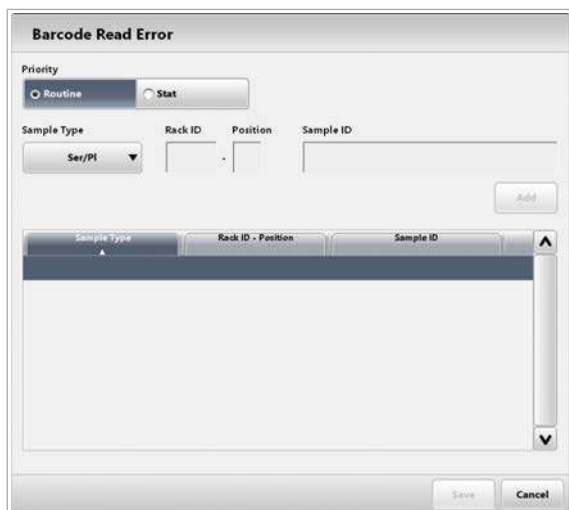 Barcode Read Error
Priority
Routine Stat
Sample Type Rack ID Position Sample ID
Ser/Pl -
Add
Sample Type Rack ID - Position Sample ID
Save Cancel